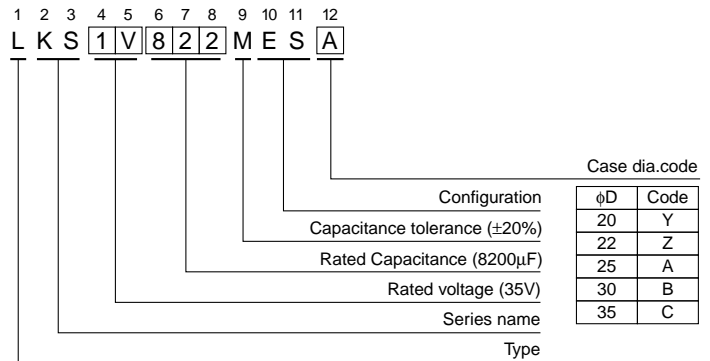 1 2 3 4 5 6 7 8 9 10 11 12
L K S 1 V 8 2 2 M E S A
Case dia.code
Configuration
Capacitance tolerance (±20%)
Rated Capacitance (8200μF)
Rated voltage (35V)
Series name
Type
ϕD Code
20 Y
22 Z
25 A
30 B
35 C